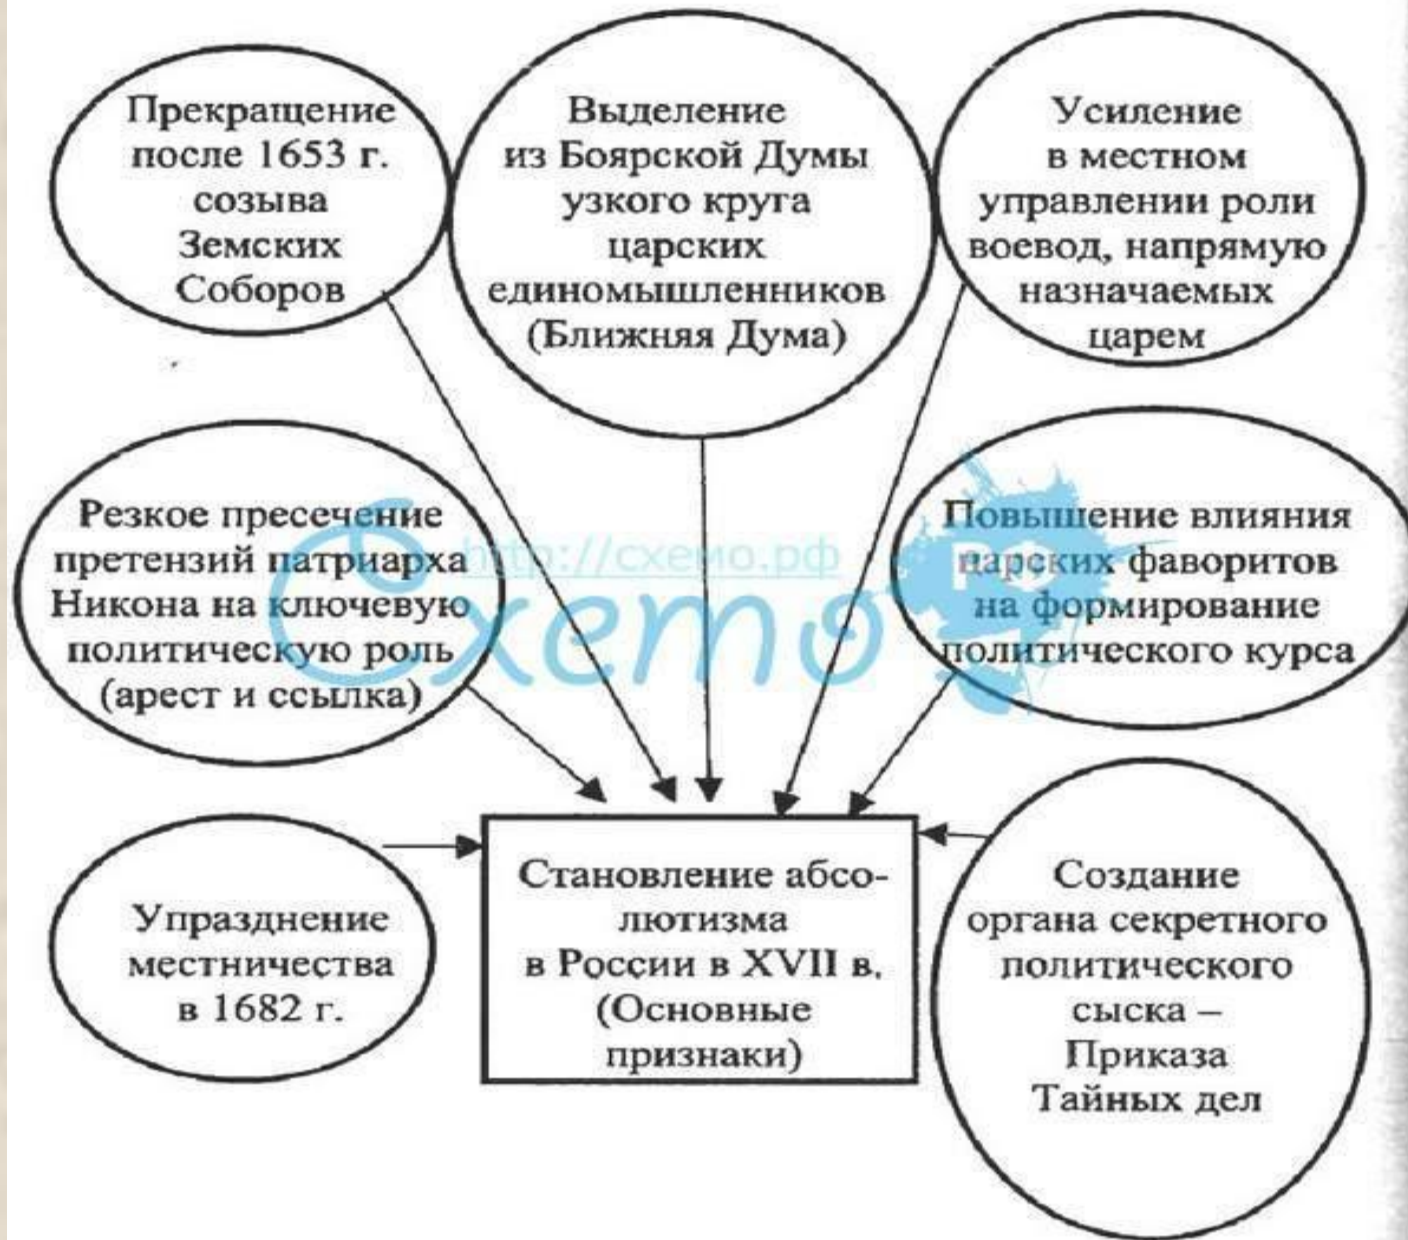 Прекращение
после 1653 г.
созыва
Земских
Соборов
Выделение
из Боярской Думы
узкого круга
царских
единомышленников
(Ближняя Дума)
Усиление
в местном
управлении роли
воевод, напрямую
назначаемых
царем
Резкое пресечение
претензий патриарха
Никона на ключевую
политическую роль
(арест и ссылка)
http://схемо.рф
Схемо
РФ
Повышение влияния
царских фаворитов
на формирование
политического курса
Упразднение
местничества
в 1682 г.
Становление абсо-
лютизма
в России в XVII в.
(Основные
признаки)
Создание
органа секретного
политического
сыска –
Приказа
Тайных дел